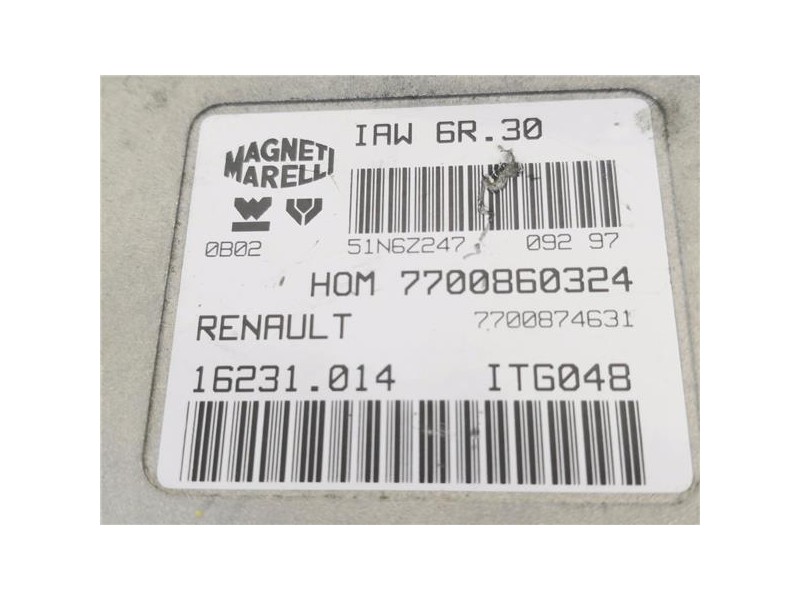 IAW 6R.30
MAGNETI
MARELLI
0B02
51N6Z247 092 97
HOM 7700860324
RENAULT 7700874631
16231.014 ITG048